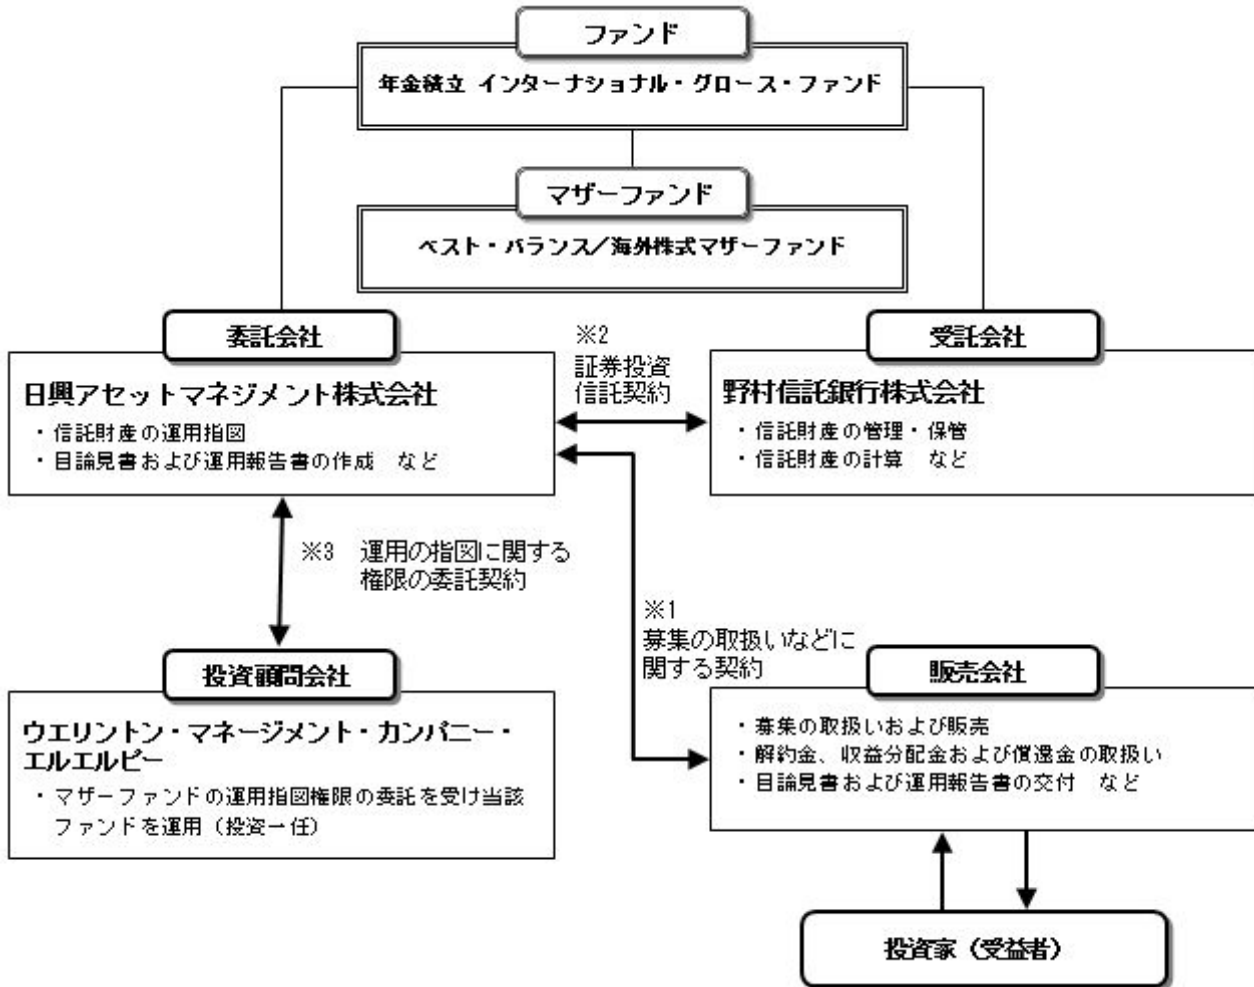 ファンド
年金積立 インターナショナル・グロース・ファンド
マザーファンド
ベスト・バランス／海外株式マザーファンド
委託会社
日興アセットマネジメント株式会社
・信託財産の運用指図
・目論見書および運用報告書の作成　など
※2
証券投資
信託契約
受託会社
野村信託銀行株式会社
・信託財産の管理・保管
・信託財産の計算　など
※3　運用の指図に関する
権限の委託契約
※1
募集の取扱いなどに
関する契約
投資顧問会社
ウエリントン・マネージメント・カンパニー・
エルエルピー
・マザーファンドの運用指図権限の委託を受け当該
ファンドを運用（投資一任）
販売会社
・募集の取扱いおよび販売
・解約金、収益分配金および償還金の取扱い
・目論見書および運用報告書の交付　など
投資家（受益者）